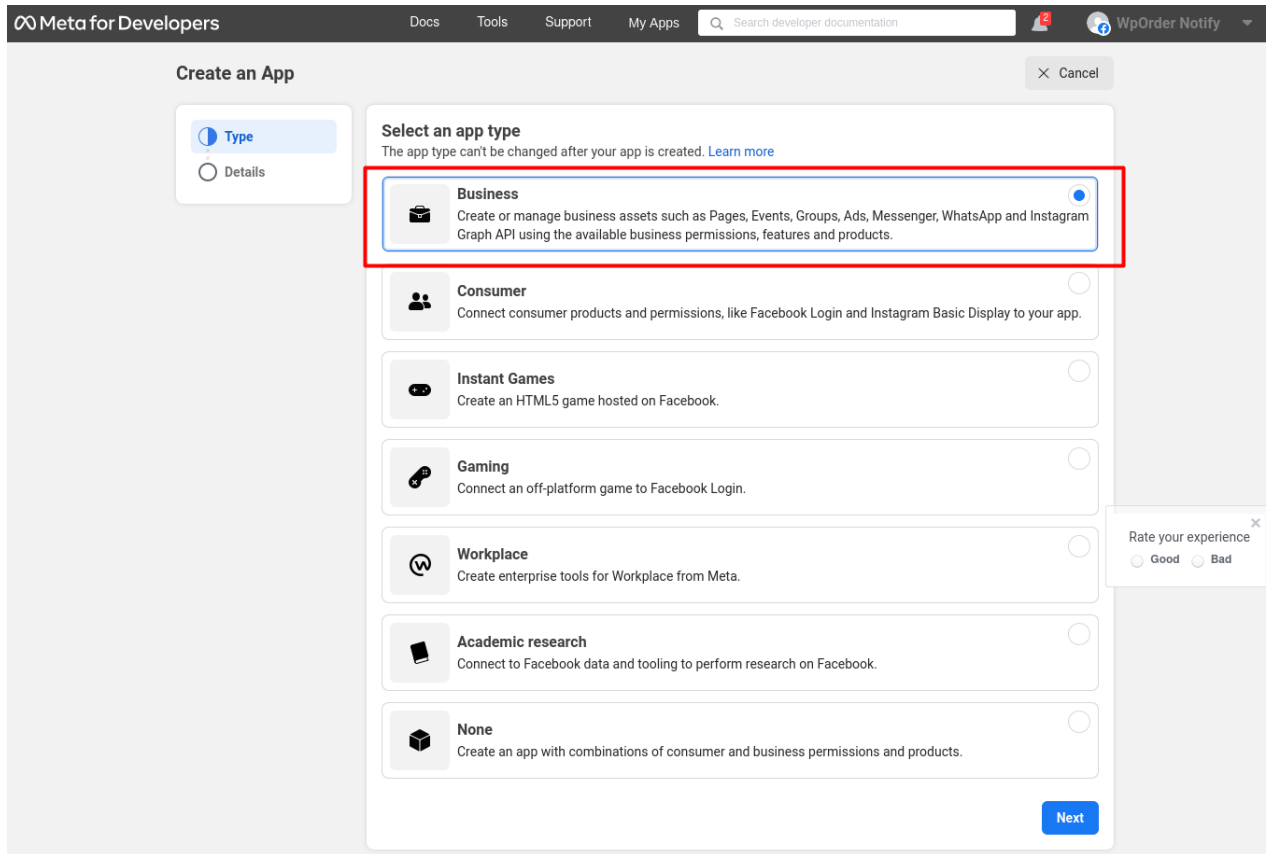 Meta for Developers
Docs
Tools
Support
My Apps
Search developer documentation
2
WpOrder Notify
Create an App
Cancel
Type
Details
Select an app type
The app type can't be changed after your app is created. Learn more
Business
Create or manage business assets such as Pages, Events, Groups, Ads, Messenger, WhatsApp and Instagram
Graph API using the available business permissions, features and products.
Consumer
Connect consumer products and permissions, like Facebook Login and Instagram Basic Display to your app.
Instant Games
Create an HTML5 game hosted on Facebook.
Gaming
Connect an off-platform game to Facebook Login.
Workplace
Create enterprise tools for Workplace from Meta.
Academic research
Connect to Facebook data and tooling to perform research on Facebook.
None
Create an app with combinations of consumer and business permissions and products.
Next
Rate your experience
Good
Bad